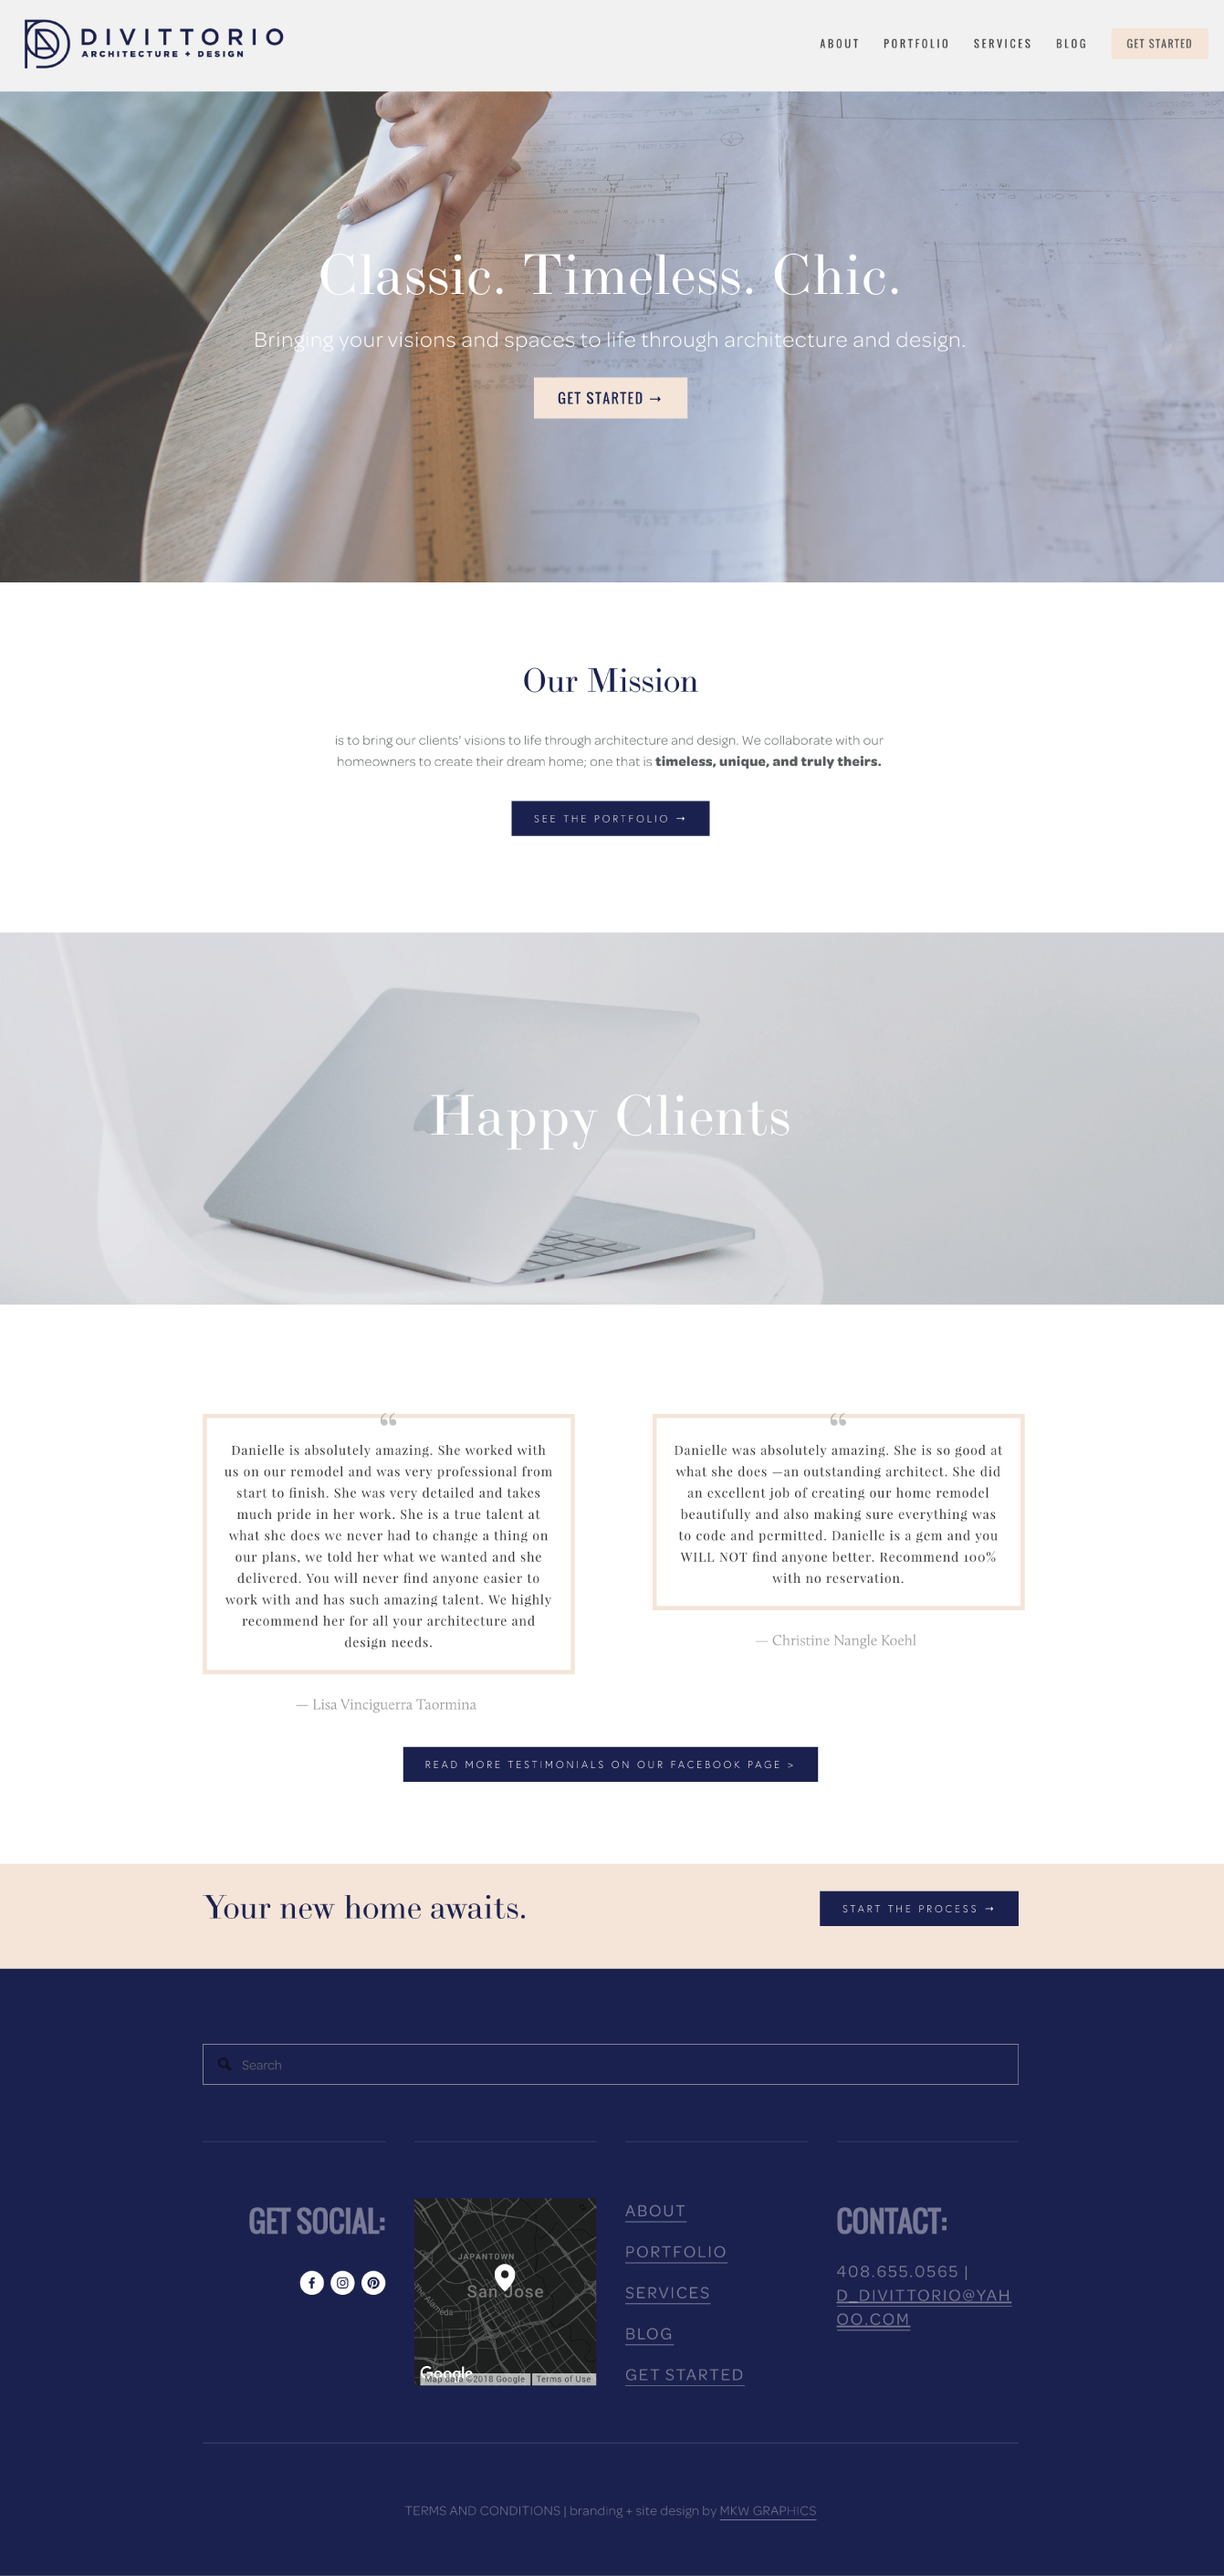 DIVITTORIO
ARCHITECTURE + DESIGN
ABOUT PORTFOLIO SERVICES BLOG GET STARTED
Classic. Timeless. Chic.
Bringing your visions and spaces to life through architecture and design.
GET STARTED →
Our Mission
is to bring our clients' visions to life through architecture and design. We collaborate with our
homeowners to create their dream home; one that is timeless, unique, and truly theirs.
SEE THE PORTFOLIO →
Happy Clients
“
Danielle is absolutely amazing. She worked with
us on our remodel and was very professional from
start to finish. She was very detailed and takes
much pride in her work. She is a true talent at
what she does we never had to change a thing on
our plans, we told her what we wanted and she
delivered. You will never find anyone easier to
work with and has such amazing talent. We highly
recommend her for all your architecture and
design needs.
— Lisa Vinciguerra Taormina
“
Danielle was absolutely amazing. She is so good at
what she does —an outstanding architect. She did
an excellent job of creating our home remodel
beautifully and also making sure everything was
to code and permitted. Danielle is a gem and you
WILL NOT find anyone better. Recommend 100%
with no reservation.
— Christine Nangle Koehl
READ MORE TESTIMONIALS ON OUR FACEBOOK PAGE >
Your new home awaits.
START THE PROCESS →
Search
GET SOCIAL:
JAPANTOWN
San Jose
the Alameda
Google
Map data ©2018 Google Terms of Use
ABOUT
PORTFOLIO
SERVICES
BLOG
GET STARTED
CONTACT:
408.655.0565 |
D_DIVITTORIO@YAH
OO.COM
TERMS AND CONDITIONS | branding + site design by MKW GRAPHICS